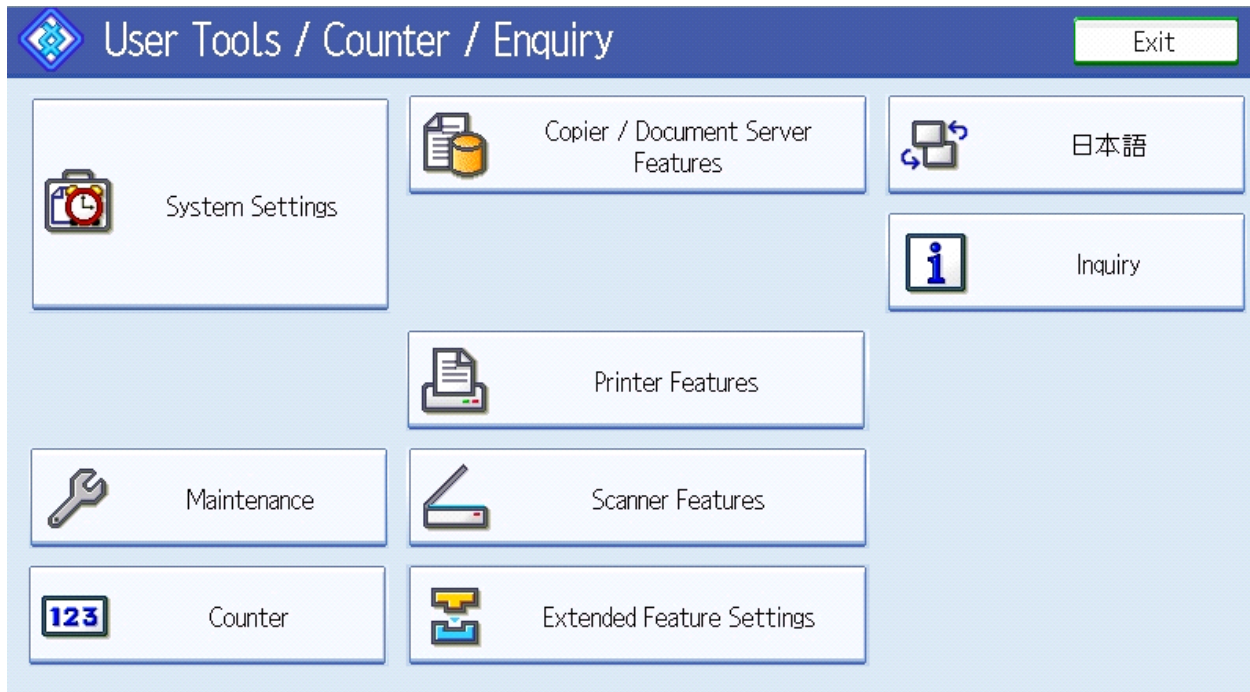 User Tools / Counter / Enquiry
Exit
System Settings
Copier / Document Server
Features
日本語
Inquiry
Printer Features
Maintenance
Scanner Features
123
Counter
Extended Feature Settings